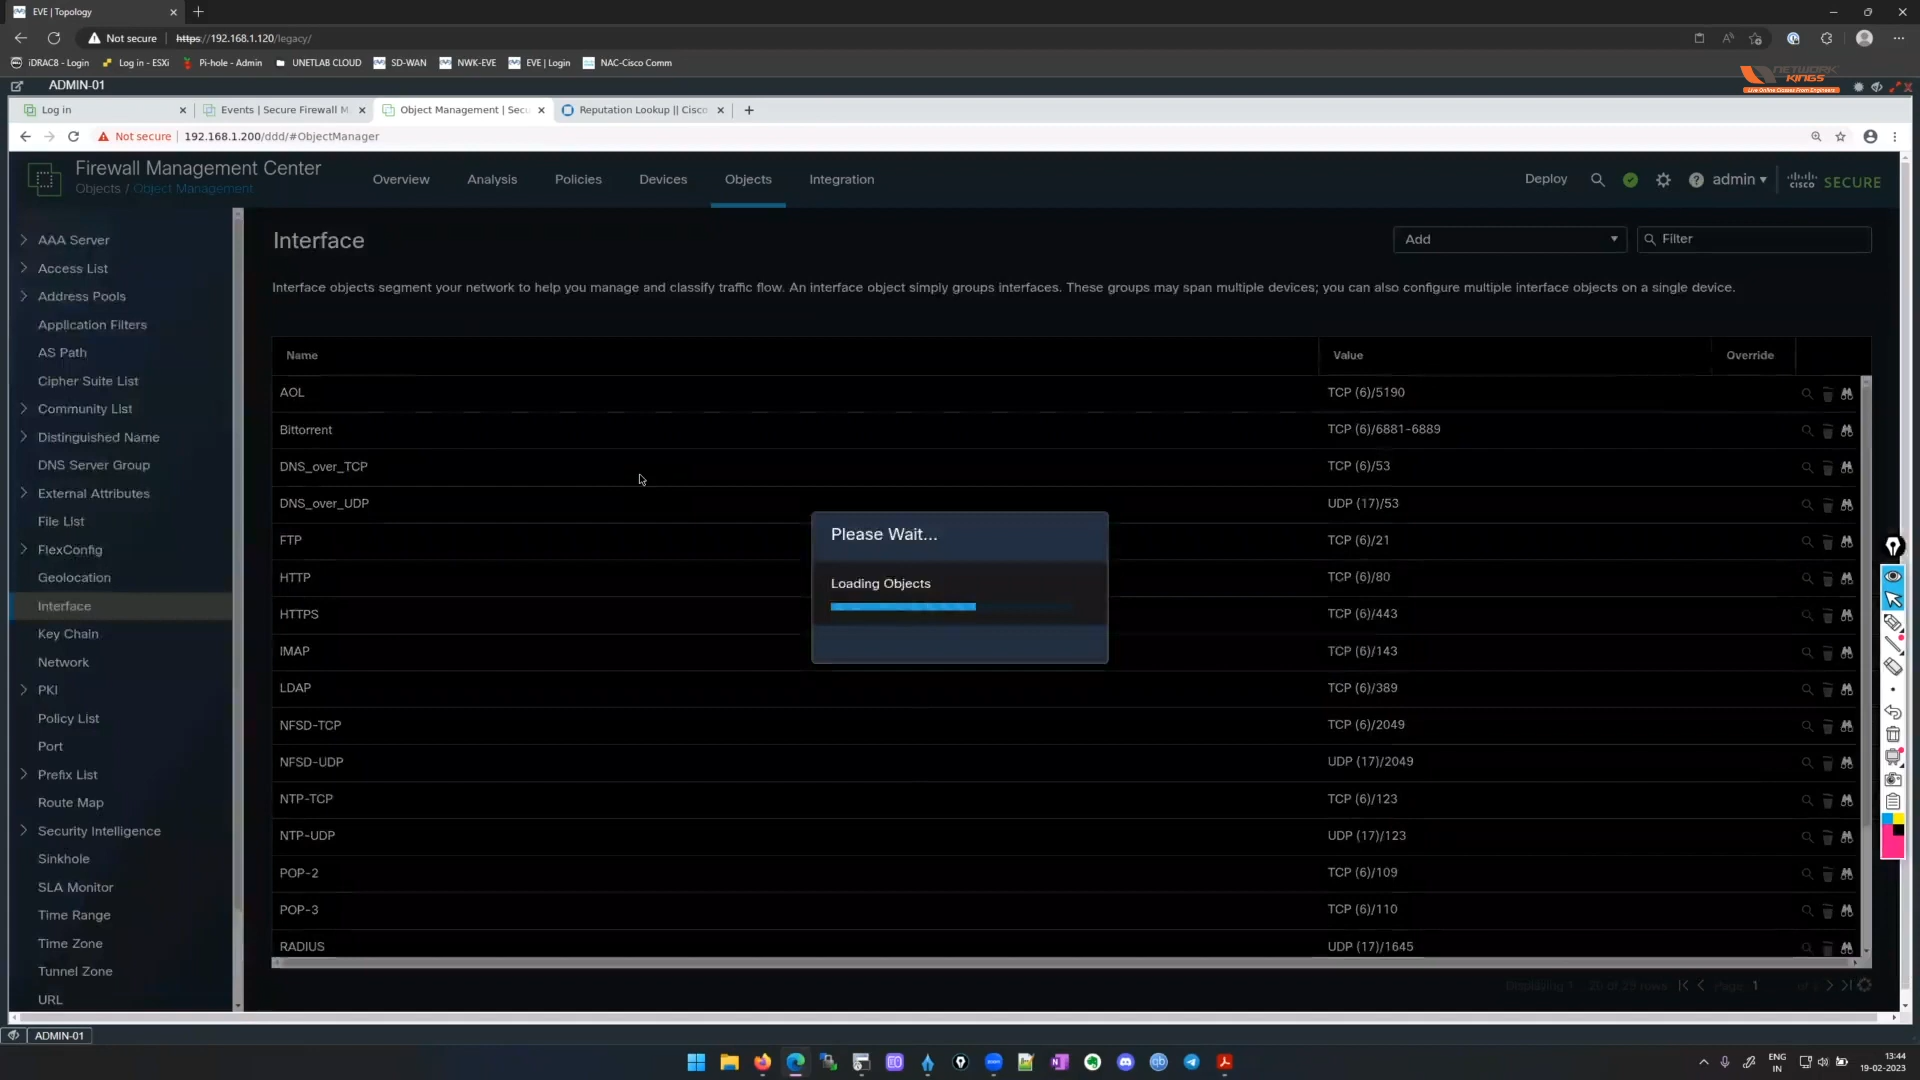 EVE | Topology
Not secure
https://192.168.1.120/legacy/
iDRAC8 - Login
Log in - ESXi
Pi-hole - Admin
UNETLAB CLOUD
SD-WAN
NWK-EVE
EVE | Login
NAC-Cisco Comm
ADMIN-01
NETWORK KINGS
Live Online Classes From Engineers
Log in
Events | Secure Firewall M
Object Management | Secu
Reputation Lookup || Cisco
Not secure
192.168.1.200/ddd/#ObjectManager
Firewall Management Center
Objects / Object Management
Overview
Analysis
Policies
Devices
Objects
Integration
Deploy
admin
CISCO SECURE
AAA Server
Access List
Address Pools
Application Filters
AS Path
Cipher Suite List
Community List
Distinguished Name
DNS Server Group
External Attributes
File List
FlexConfig
Geolocation
Interface
Key Chain
Network
PKI
Policy List
Port
Prefix List
Route Map
Security Intelligence
Sinkhole
SLA Monitor
Time Range
Time Zone
Tunnel Zone
URL
Interface
Add
Filter
Interface objects segment your network to help you manage and classify traffic flow. An interface object simply groups interfaces. These groups may span multiple devices; you can also configure multiple interface objects on a single device.
Name Value Override
AOL TCP (6)/5190
Bittorrent TCP (6)/6881-6889
DNS_over_TCP TCP (6)/53
DNS_over_UDP UDP (17)/53
FTP TCP (6)/21
HTTP TCP (6)/80
HTTPS TCP (6)/443
IMAP TCP (6)/143
LDAP TCP (6)/389
NFSD-TCP TCP (6)/2049
NFSD-UDP UDP (17)/2049
NTP-TCP TCP (6)/123
NTP-UDP UDP (17)/123
POP-2 TCP (6)/109
POP-3 TCP (6)/110
RADIUS UDP (17)/1645
Please Wait...
Loading Objects
Page 1 of
ADMIN-01
ENG
IN
13:44
19-02-2023